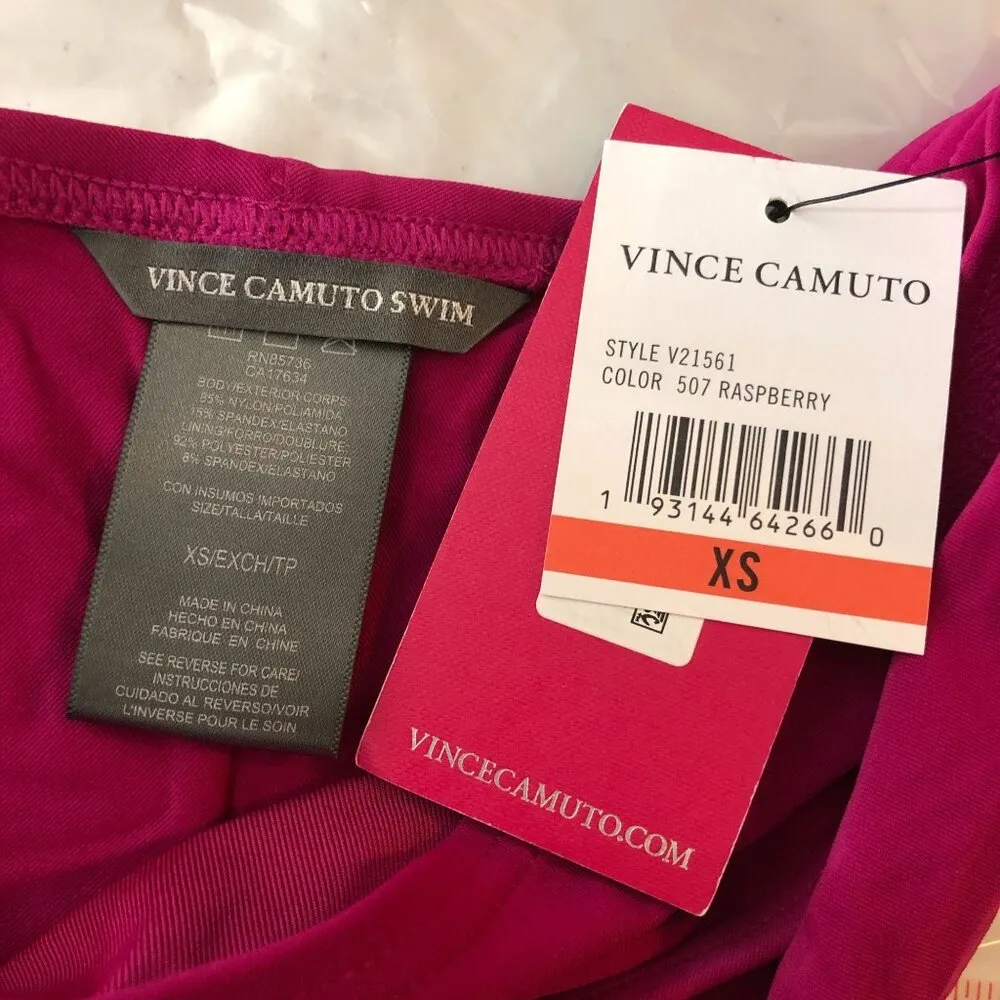 VINCE CAMUTO SWIM
RN85736
CA17634
BODY/EXTERIOR/CORPS
85% NYLON/POLIAMIDA
15% SPANDEX/ELASTANO
LINING/FORRO/DOUBLURE
92% POLYESTER/POLIESTER
8% SPANDEX/ELASTANO
CON INSUMOS IMPORTADOS
SIZE/TALLA/TAILLE
XS/EXCH/TP
MADE IN CHINA
HECHO EN CHINA
FABRIQUE EN CHINE
SEE REVERSE FOR CARE/
INSTRUCCIONES DE
CUIDADO AL REVERSO/VOIR
L'INVERSE POUR LE SOIN
VINCE CAMUTO
STYLE V21561
COLOR 507 RASPBERRY
1 93144 64266 0
XS
VINCECAMUTO.COM